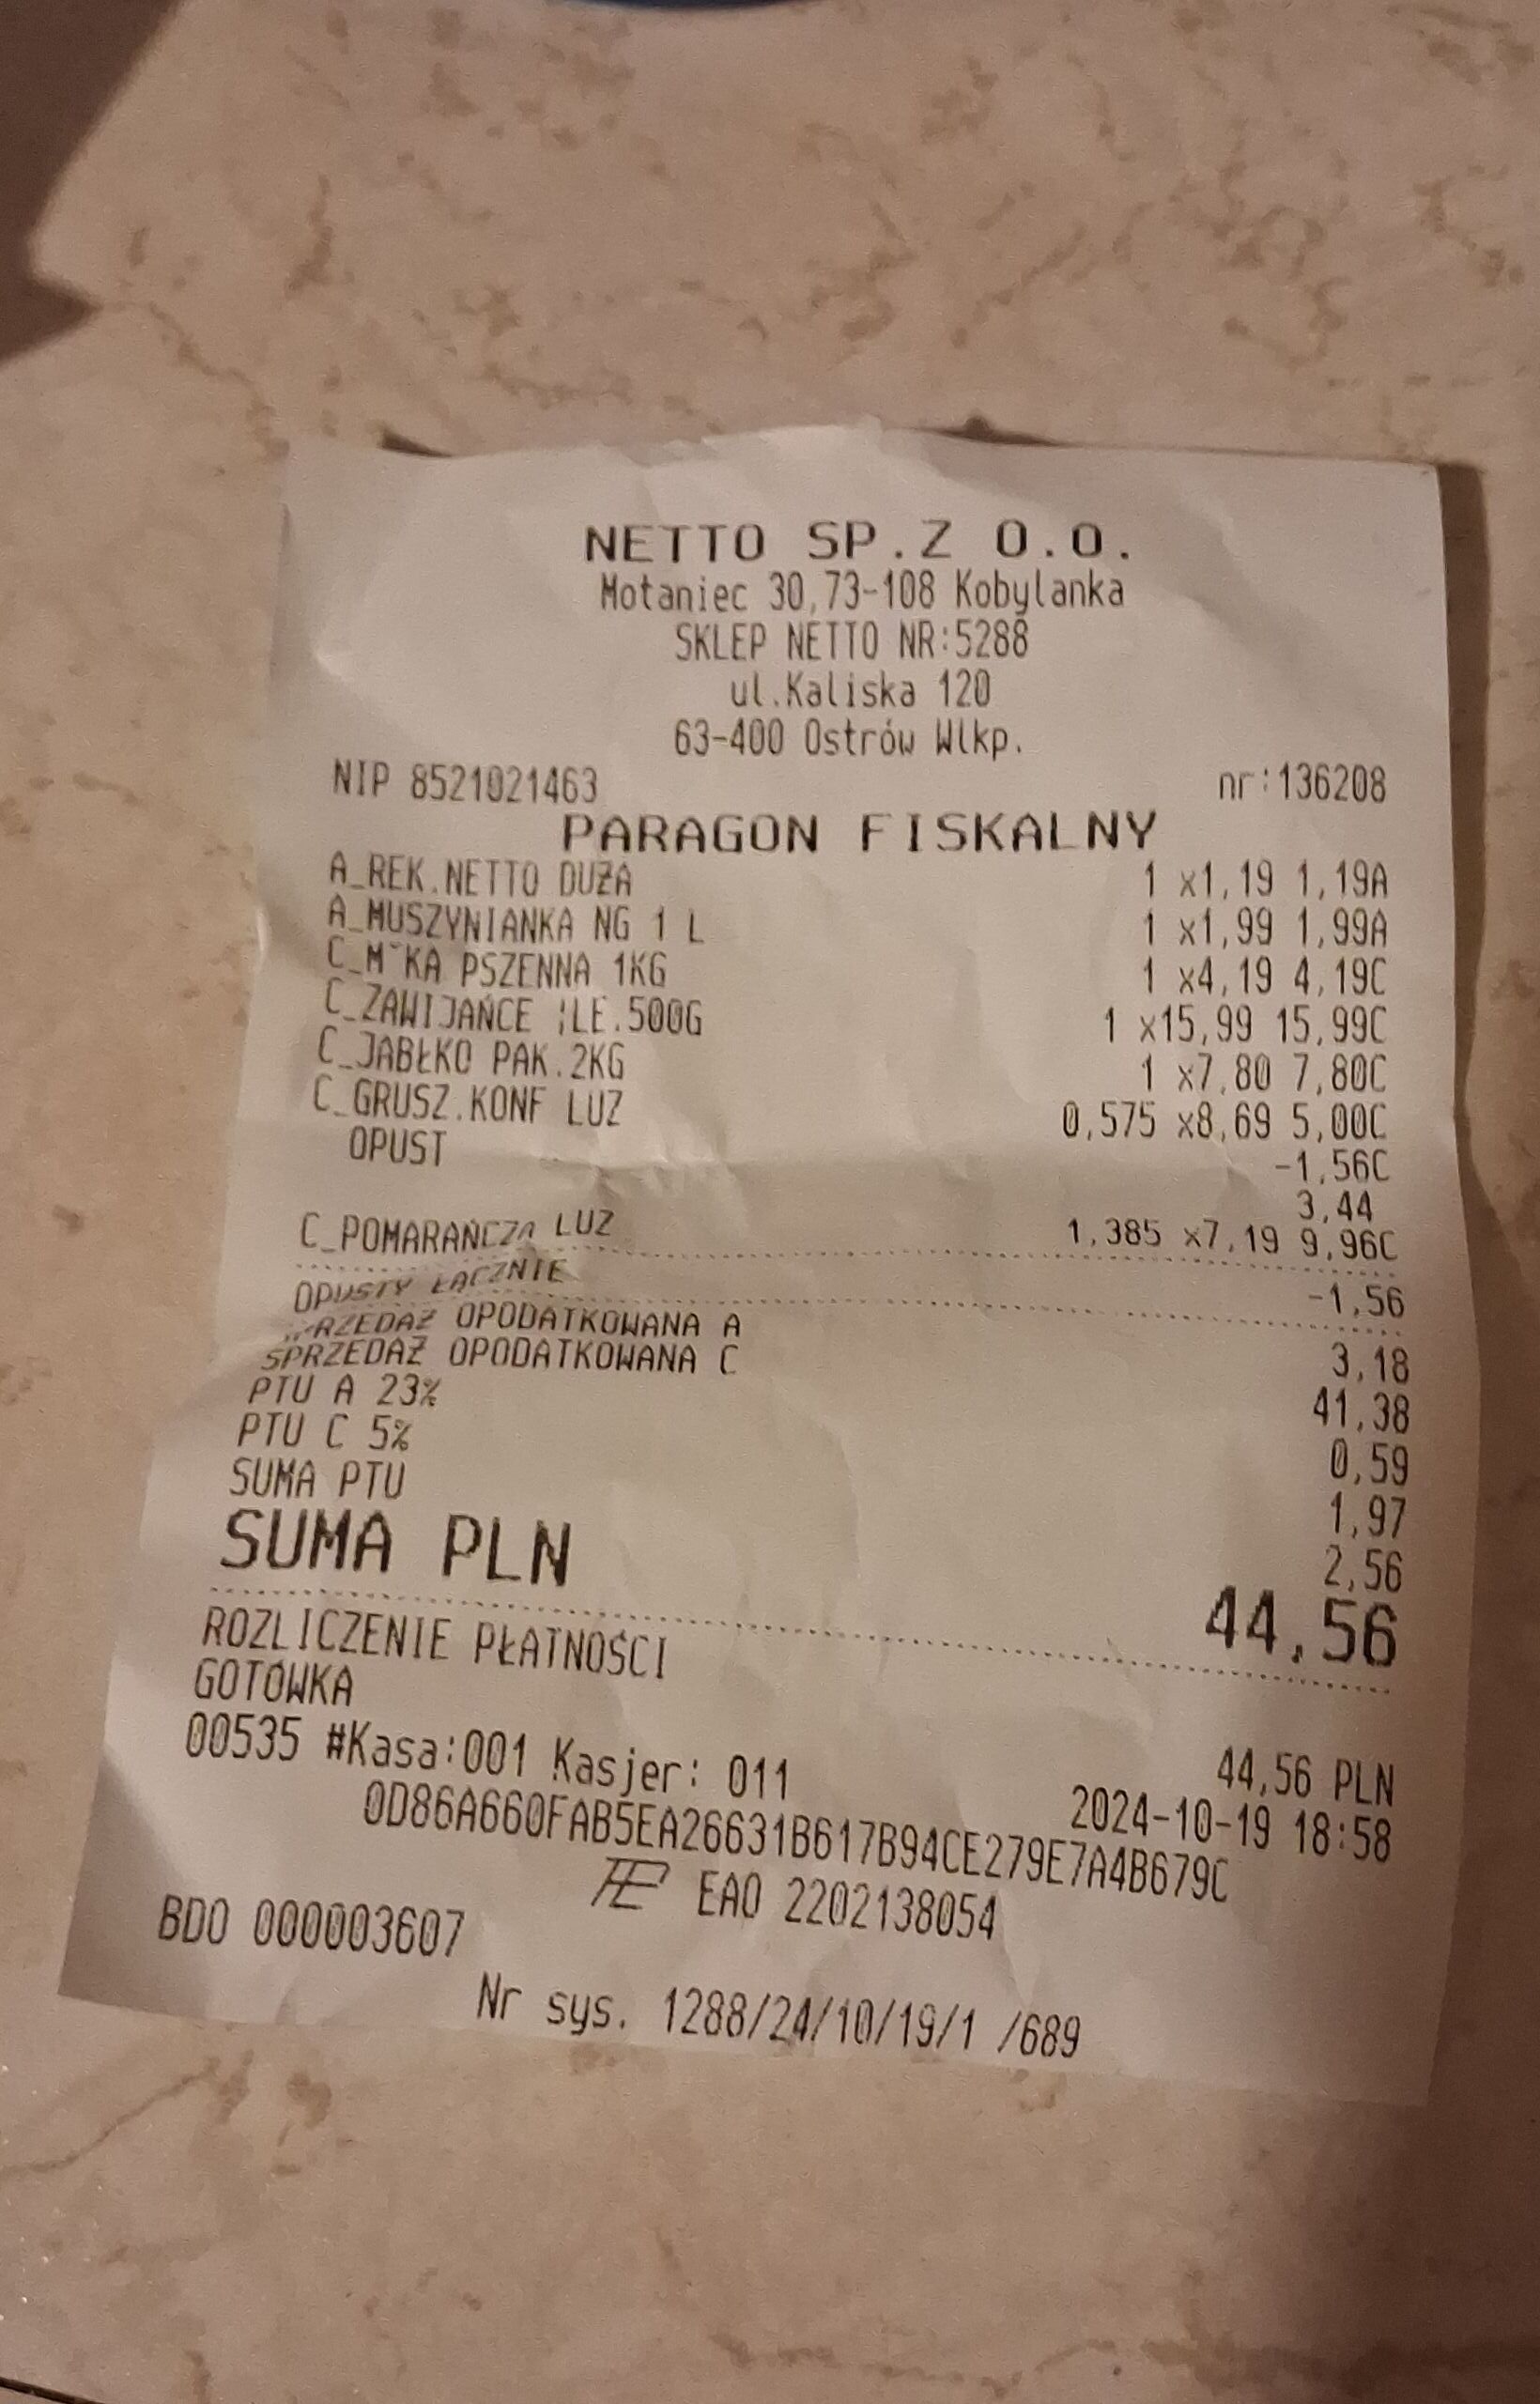 NETTO SP.Z O.O.
Motaniec 30,73-108 Kobylanka
SKLEP NETTO NR:5288
ul.Kaliska 120
63-400 Ostrów Wlkp.
NIP 8521021463 nr:136208
PARAGON FISKALNY
A_REK.NETTO DUŻA 1 x1,19 1,19A
A_MUSZYNIANKA NG 1 L 1 x1,99 1,99A
C_M˘KA PSZENNA 1KG 1 x4,19 4,19C
C_ZAWIJAŃCE ¦LE.500G 1 x15,99 15,99C
C_JABŁKO PAK.2KG 1 x7,80 7,80C
C_GRUSZ.KONF LUZ 0,575 x8,69 5,00C
OPUST -1,56C
3,44
C_POMARAŃCZA LUZ 1,385 x7,19 9,96C
OPUSTY ŁĄCZNIE -1,56
SPRZEDAŻ OPODATKOWANA A 3,18
SPRZEDAŻ OPODATKOWANA C 41,38
PTU A 23% 0,59
PTU C 5% 1,97
SUMA PTU 2,56
SUMA PLN 44,56
ROZLICZENIE PŁATNOŚCI
GOTÓWKA 44,56 PLN
00535 #Kasa:001 Kasjer: 011 2024-10-19 18:58
0D86A660FAB5EA26631B617B94CE279E7A4B679C
EAO 2202138054
BDO 000003607
Nr sys. 1288/24/10/19/1 /689